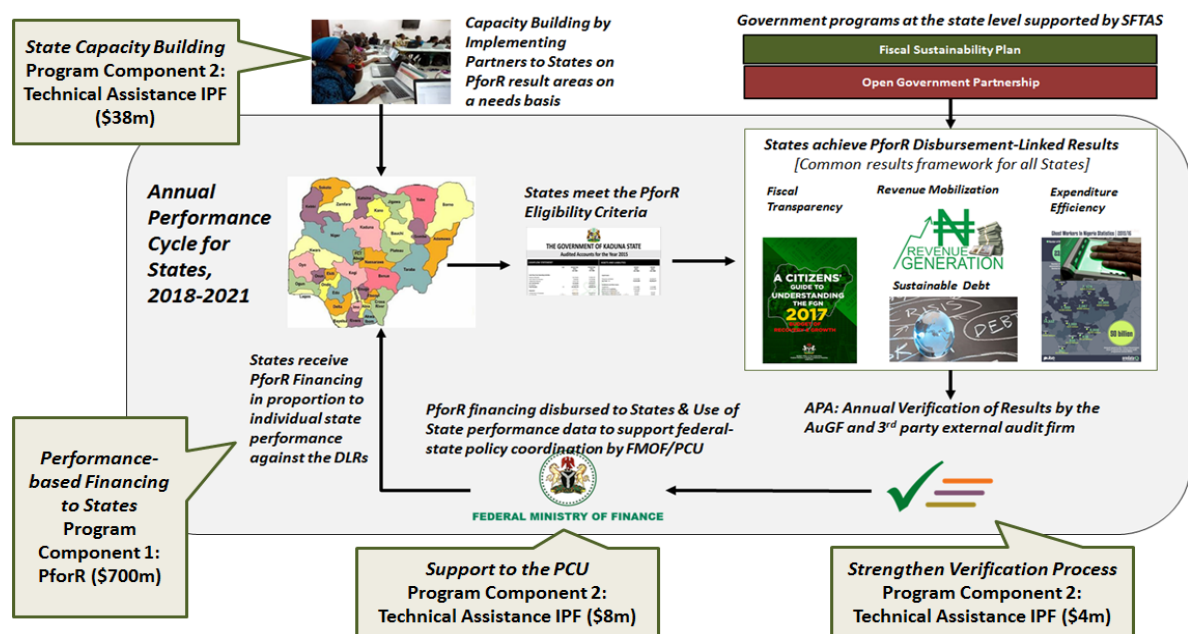 State Capacity Building
Program Component 2:
Technical Assistance IPF
($38m)
Capacity Building by
Implementing
Partners to States on
PforR result areas on
a needs basis
Government programs at the state level supported by SFTAS
Fiscal Sustainability Plan
Open Government Partnership
Annual
Performance
Cycle for
States,
2018-2021
States meet the PforR
Eligibility Criteria
THE GOVERNMENT OF KADUNA STATE
Audited Accounts for the Year 2015
States achieve PforR Disbursement-Linked Results
[Common results framework for all States]
Fiscal
Transparency
Revenue Mobilization
Expenditure
Efficiency
REVENUE
GENERATION
Sustainable Debt
A CITIZENS'
GUIDE TO
UNDERSTANDING
THE FGN
2017
Ghost Workers in Nigeria Statistics | 2015/16
CRISIS
DEBT
$0 billion
States receive
PforR Financing
in proportion to
individual state
performance
against the DLRs
PforR financing disbursed to States & Use of
State performance data to support federal-
state policy coordination by FMOF/PCU
FEDERAL MINISTRY OF FINANCE
APA: Annual Verification of Results by the
AuGF and 3rd party external audit firm
Performance-
based Financing
to States
Program
Component 1:
PforR ($700m)
Support to the PCU
Program Component 2:
Technical Assistance IPF ($8m)
Strengthen Verification Process
Program Component 2:
Technical Assistance IPF ($4m)